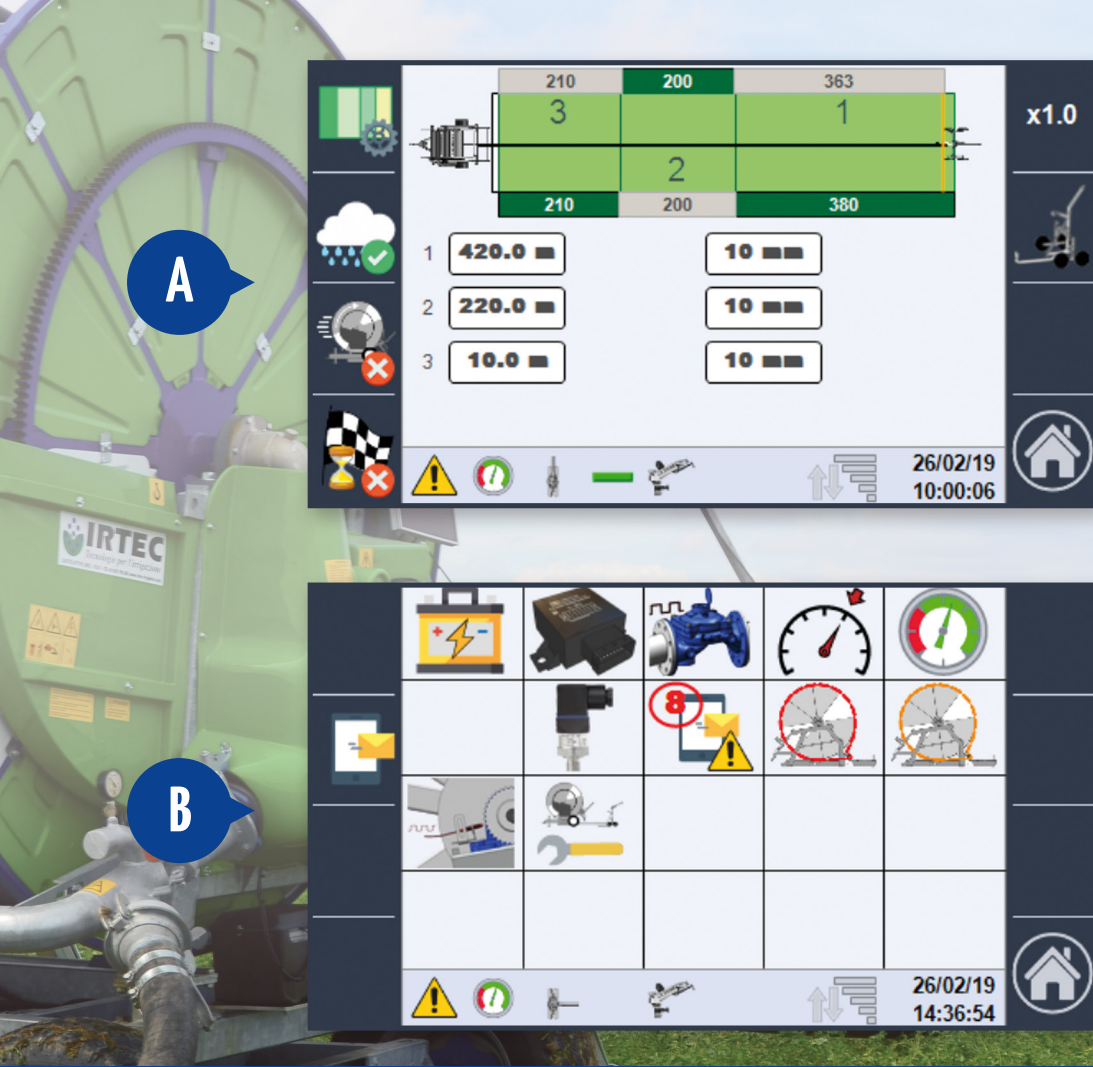 210 200 363
3 1
2
210 200 380
x1.0
1 420.0 m 10 mm
2 220.0 m 10 mm
3 10.0 m 10 mm
26/02/19
10:00:06
A
IRTEC
Tecnologie per l'irrigazione
8
B
26/02/19
14:36:54